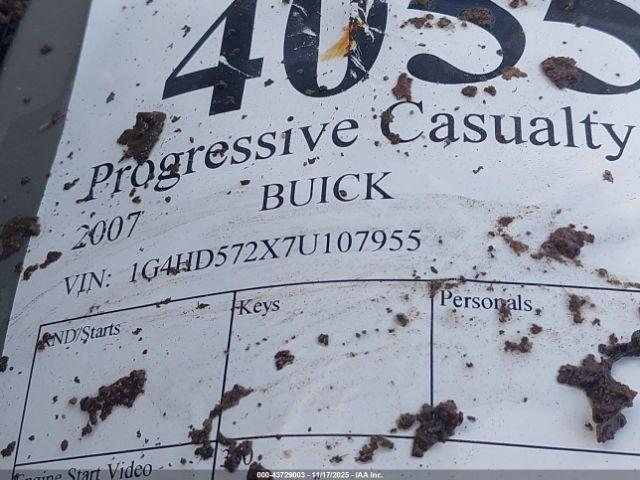 4055
Progressive Casualty
BUICK
2007
VIN: 1G4HD572X7U107955
RND/Starts
Keys
Personals
Engine Start Video
000-43729003 - 11/17/2025 - IAA Inc.